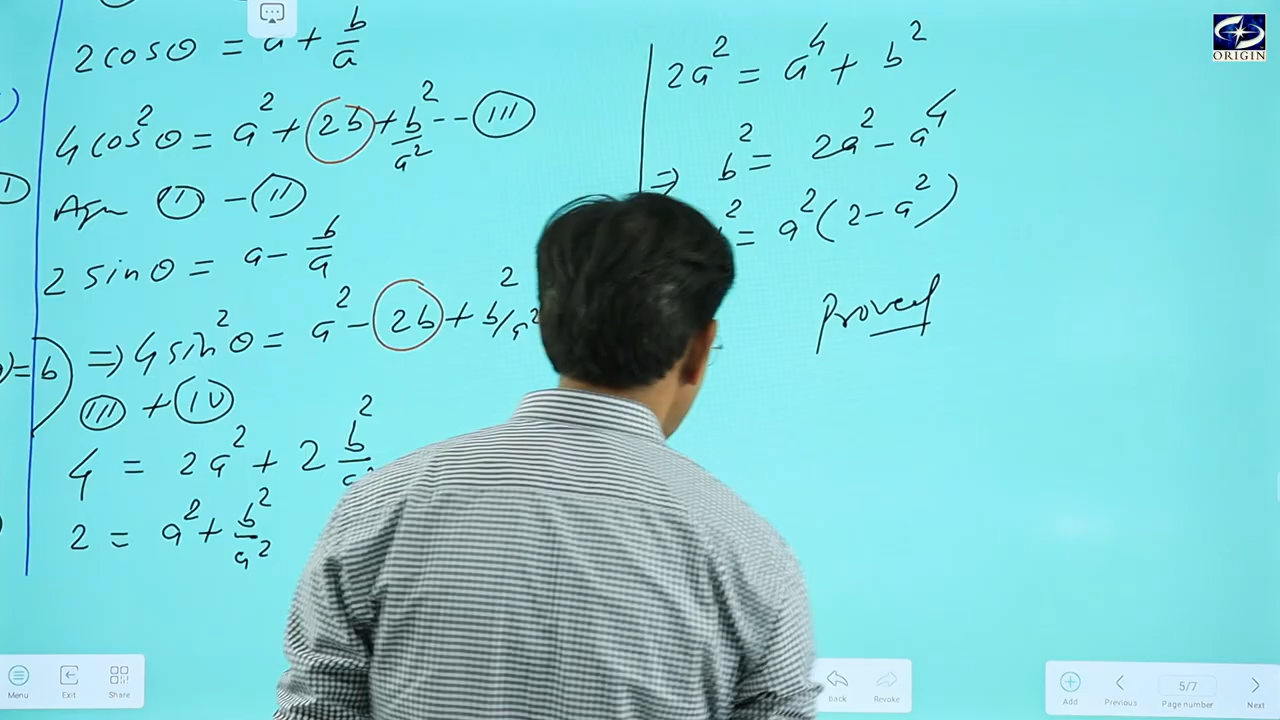 2cosθ = a + b/a
4cos²θ = a² + 2b + b²/a² -- III
Again I - II
2sinθ = a - b/a
= b
⇒ 4sin²θ = a² - 2b + b²/a²
III + IV
4 = 2a² + 2 b²
2 = a² + b²/a²
2a² = a⁴ + b²
⇒ b² = 2a² - a⁴
² = a²(2 - a²)
Proved
ORIGIN
Menu Exit Share
back Revoke
Add Previous 5/7 Page number Next